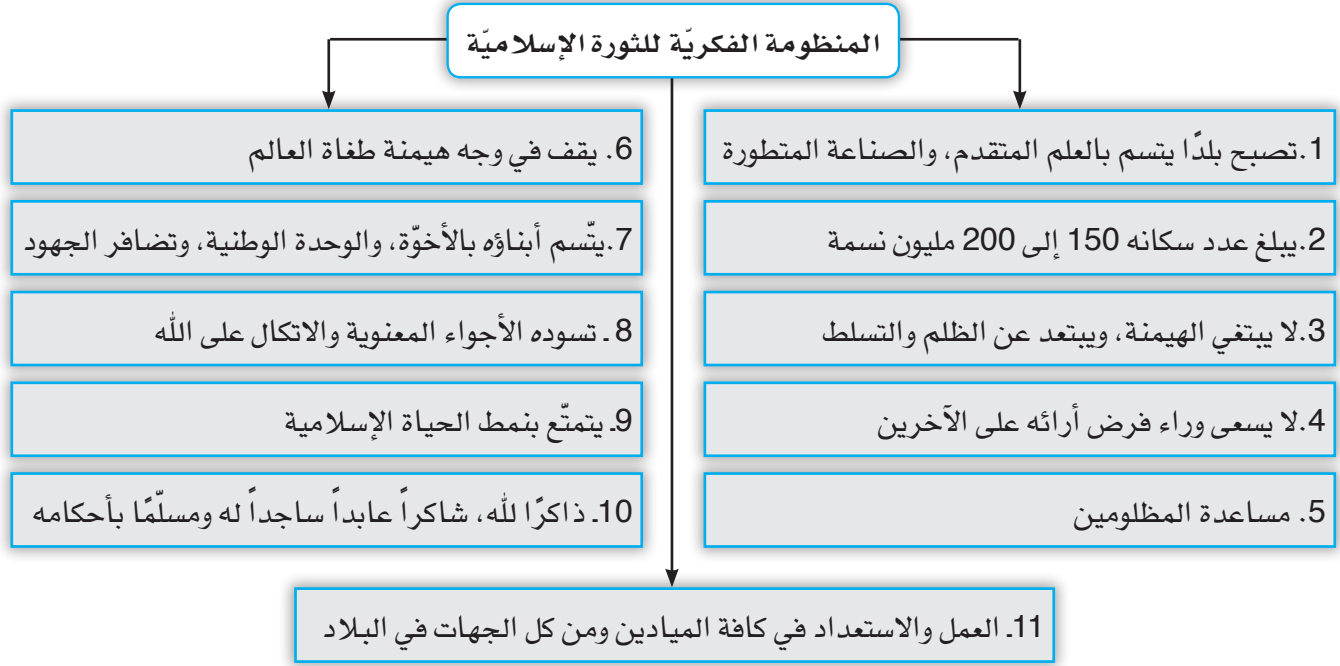 المنظومة الفكريّة للثورة الإسلاميّة
1.تصبح بلدًا يتسم بالعلم المتقدم، والصناعة المتطورة
2.يبلغ عدد سكانه 150 إلى 200 مليون نسمة
3.لا يبتغي الهيمنة، ويبتعد عن الظلم والتسلط
4.لا يسعى وراء فرض أرائه على الآخرين
5. مساعدة المظلومين
6. يقف في وجه هيمنة طغاة العالم
7.يتّسم أبناؤه بالأخوّة، والوحدة الوطنية، وتضافر الجهود
8ـ تسوده الأجواء المعنوية والاتكال على الله
9ـ يتمتّع بنمط الحياة الإسلامية
10ـ ذاكرًا لله، شاكراً عابداً ساجداً له ومسلّمًا بأحكامه
11ـ العمل والاستعداد في كافة الميادين ومن كل الجهات في البلاد